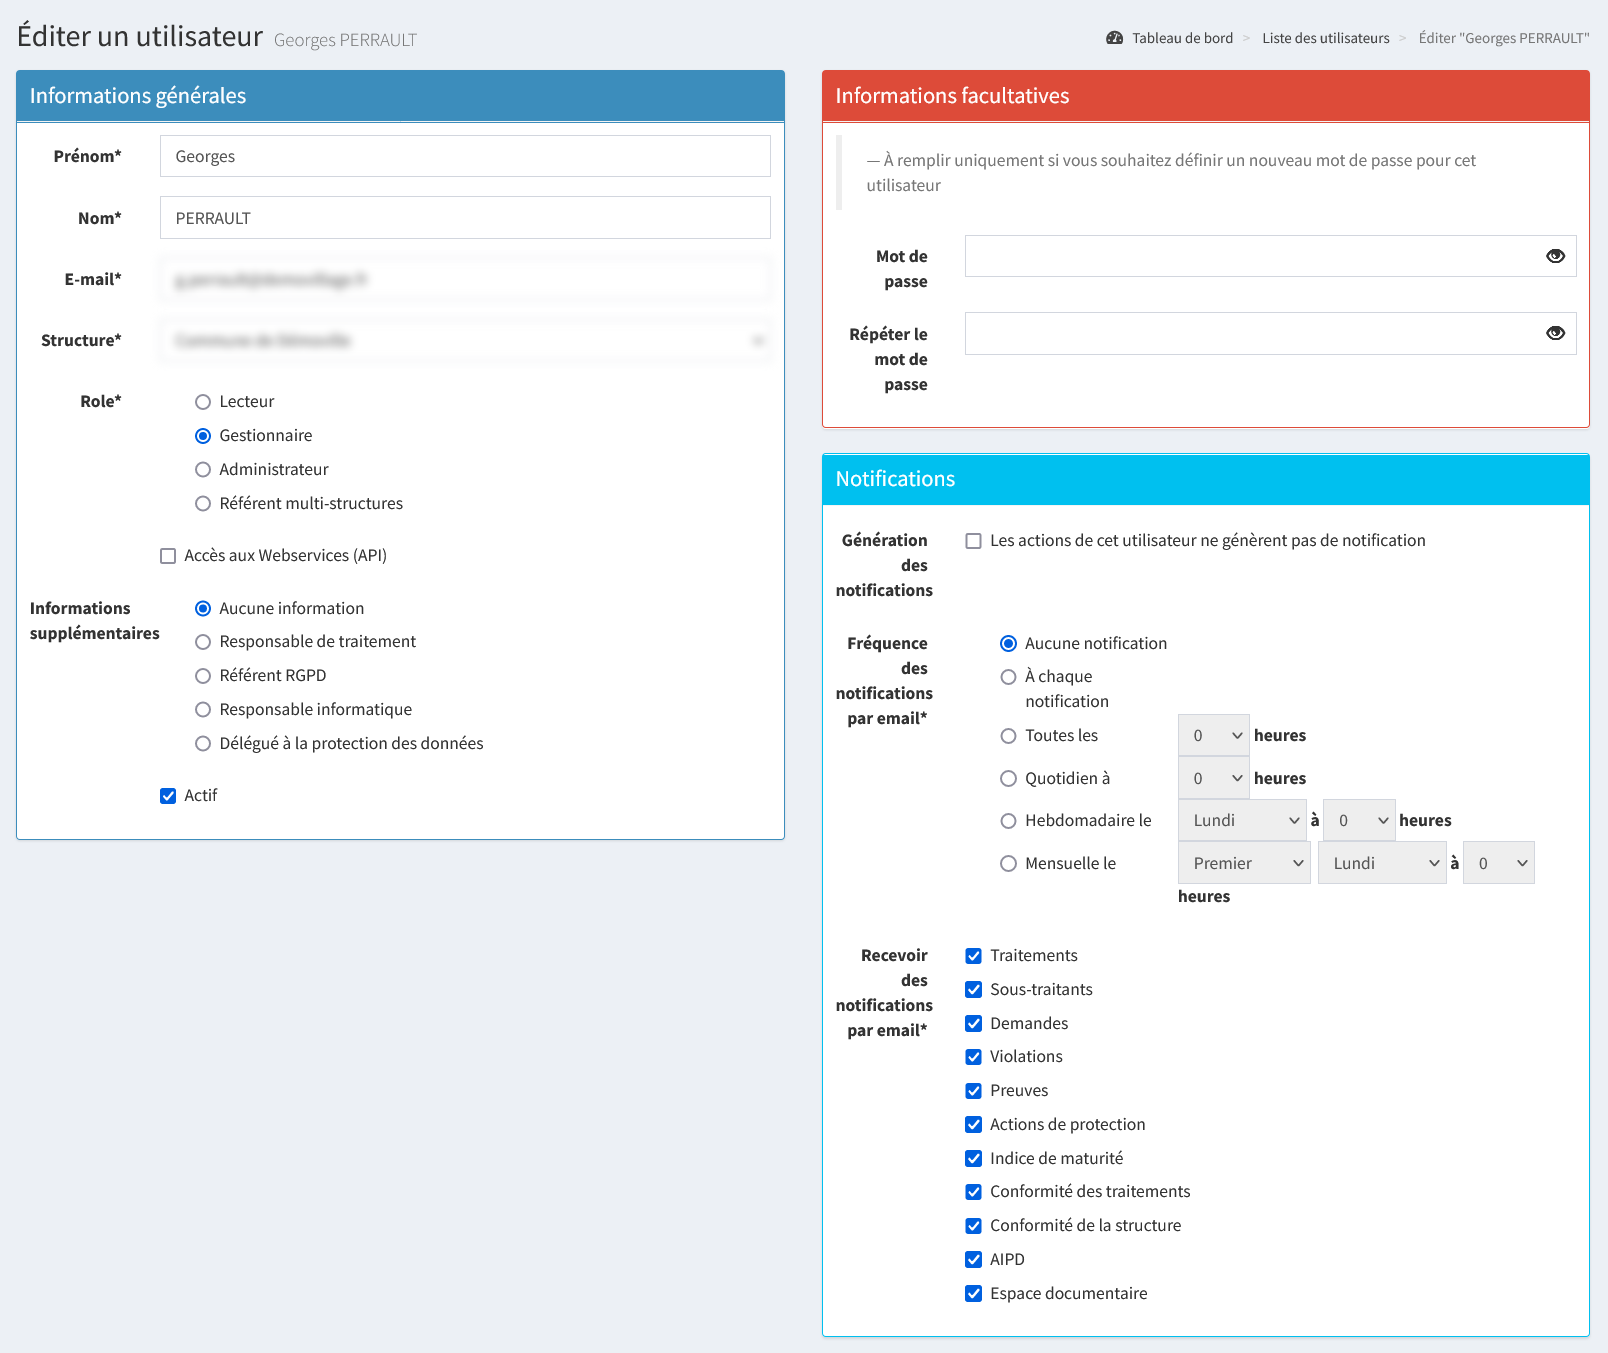 Éditer un utilisateur Georges PERRAULT
Tableau de bord > Liste des utilisateurs > Éditer "Georges PERRAULT"
Informations générales
Prénom*
Georges
Nom*
PERRAULT
E-mail*
Structure*
Role*
Lecteur
Gestionnaire
Administrateur
Référent multi-structures
Accès aux Webservices (API)
Informations
supplémentaires
Aucune information
Responsable de traitement
Référent RGPD
Responsable informatique
Délégué à la protection des données
Actif
Informations facultatives
— À remplir uniquement si vous souhaitez définir un nouveau mot de passe pour cet
utilisateur
Mot de
passe
Répéter le
mot de
passe
Notifications
Génération
des
notifications
Les actions de cet utilisateur ne génèrent pas de notification
Fréquence
des
notifications
par email*
Aucune notification
À chaque
notification
Toutes les 0 heures
Quotidien à 0 heures
Hebdomadaire le Lundi à 0 heures
Mensuelle le Premier Lundi à 0
heures
Recevoir
des
notifications
par email*
Traitements
Sous-traitants
Demandes
Violations
Preuves
Actions de protection
Indice de maturité
Conformité des traitements
Conformité de la structure
AIPD
Espace documentaire